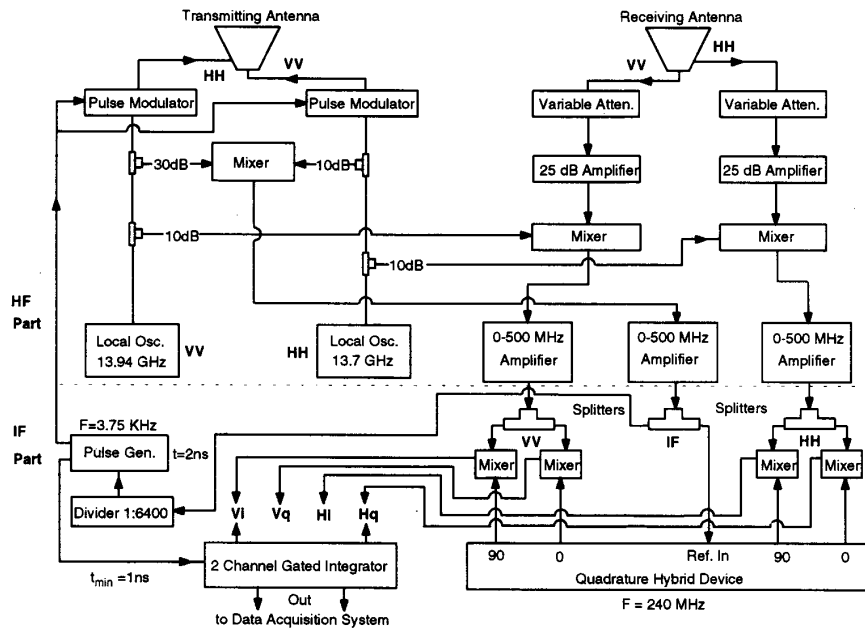 Transmitting Antenna
Receiving Antenna
HH
VV
VV
HH
Pulse Modulator
Pulse Modulator
Variable Atten.
Variable Atten.
30dB
Mixer
10dB
25 dB Amplifier
25 dB Amplifier
10dB
Mixer
Mixer
10dB
HF
Part
Local Osc.
13.94 GHz
VV
HH
Local Osc.
13.7 GHz
0-500 MHz
Amplifier
0-500 MHz
Amplifier
0-500 MHz
Amplifier
IF
Part
F=3.75 KHz
Pulse Gen.
t=2ns
Divider 1:6400
Splitters
Splitters
VV
IF
HH
Mixer
Mixer
Mixer
Mixer
Vi
Vq
Hi
Hq
2 Channel Gated Integrator
tmin =1ns
Out
to Data Acquisition System
90
0
Ref. In
90
0
Quadrature Hybrid Device
F = 240 MHz